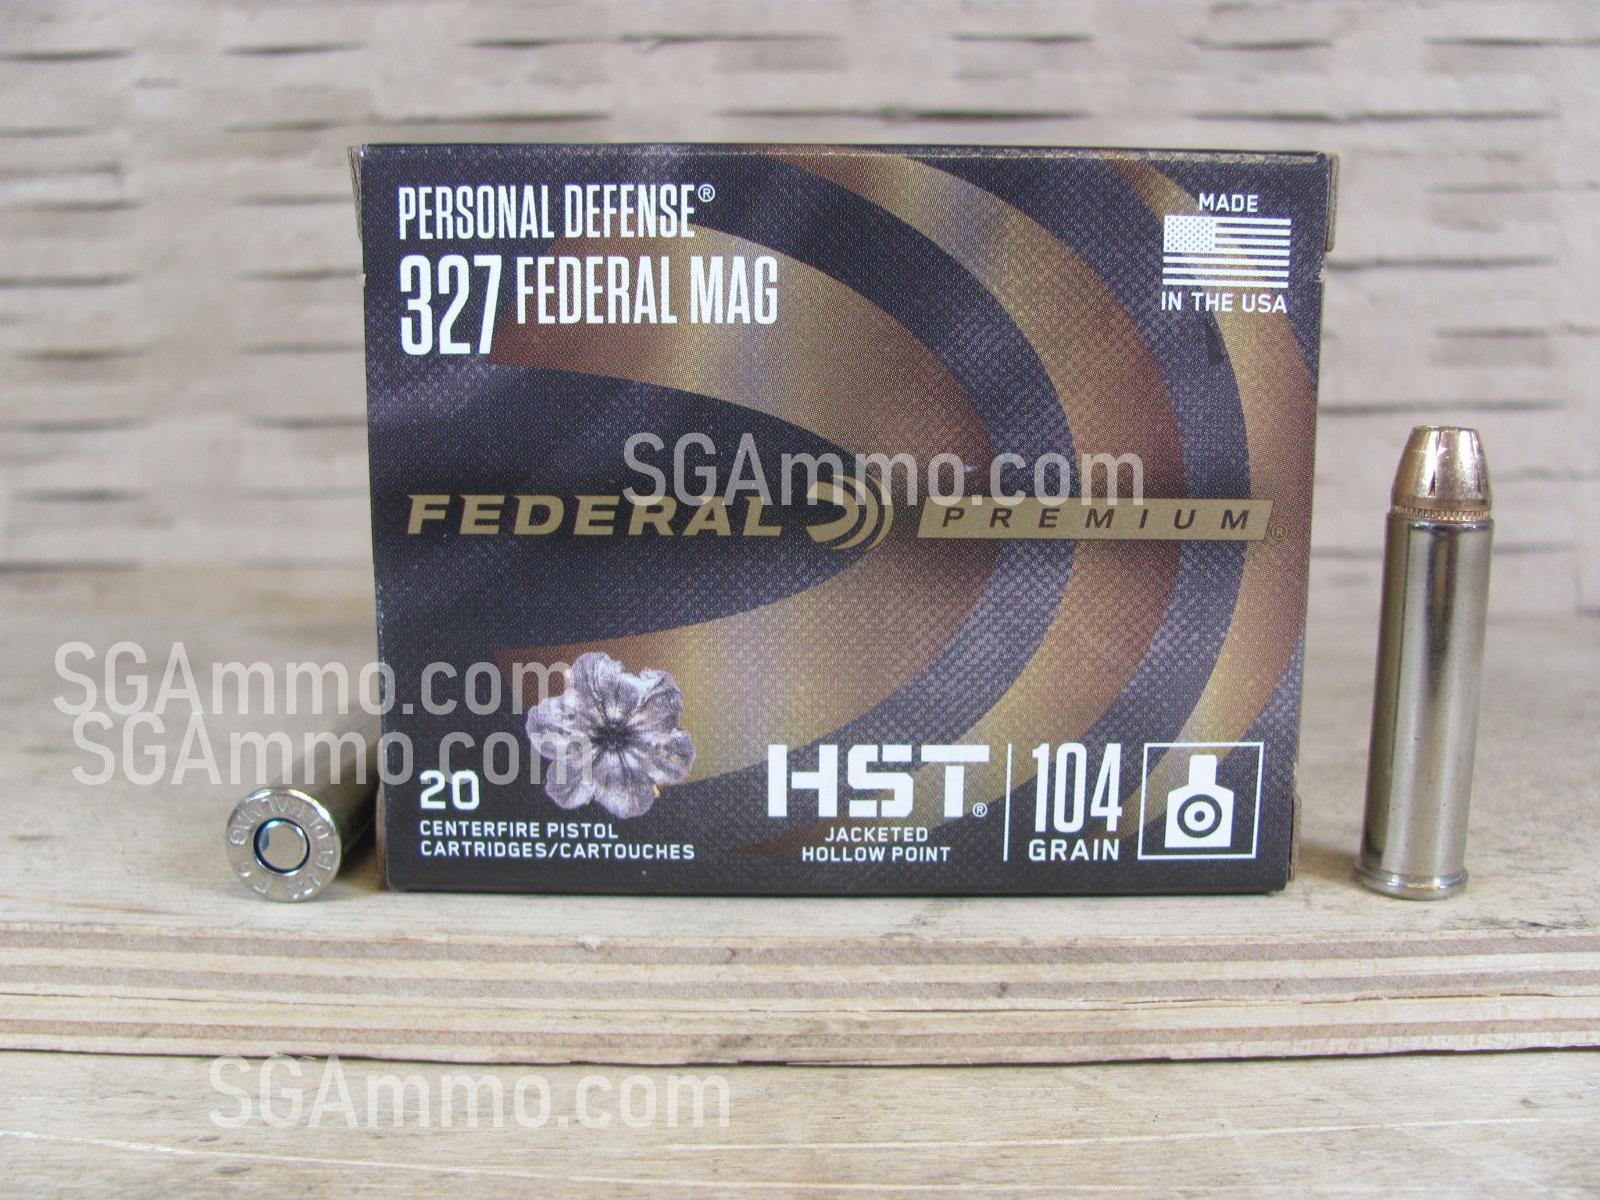 PERSONAL DEFENSE®
327 FEDERAL MAG
MADE
IN THE USA
SGAmmo.com
FEDERAL PREMIUM®
SGAmmo.com
SGAmmo.com
20
CENTERFIRE PISTOL
CARTRIDGES/CARTOUCHES
HST®
JACKETED
HOLLOW POINT
104
GRAIN
SGAmmo.com